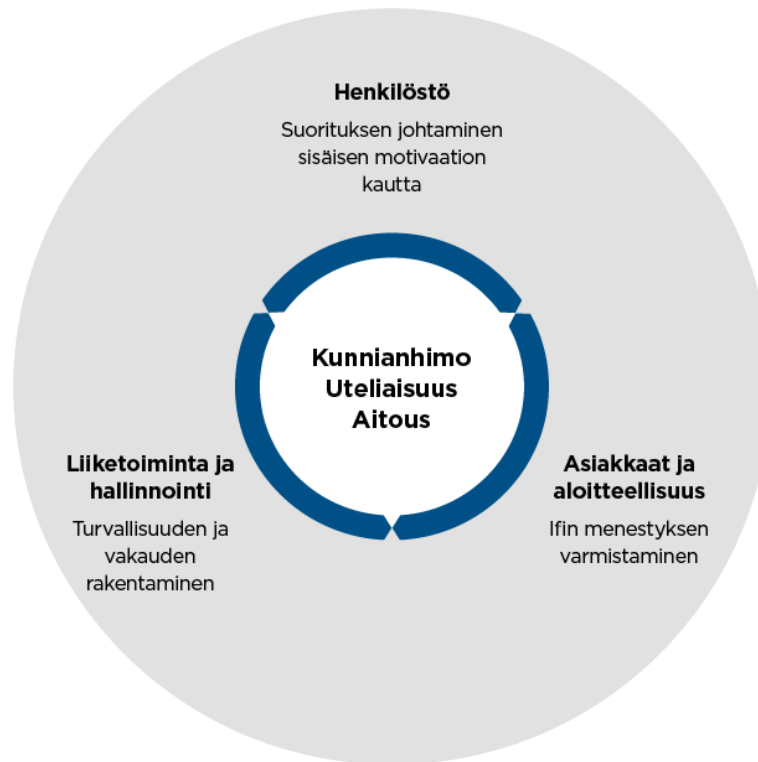 Henkilöstö
Suorituksen johtaminen
sisäisen motivaation
kautta
Kunnianhimo
Uteliaisuus
Aitous
Liiketoiminta ja
hallinnointi
Turvallisuuden ja
vakauden
rakentaminen
Asiakkaat ja
aloitteellisuus
Ifin menestyksen
varmistaminen